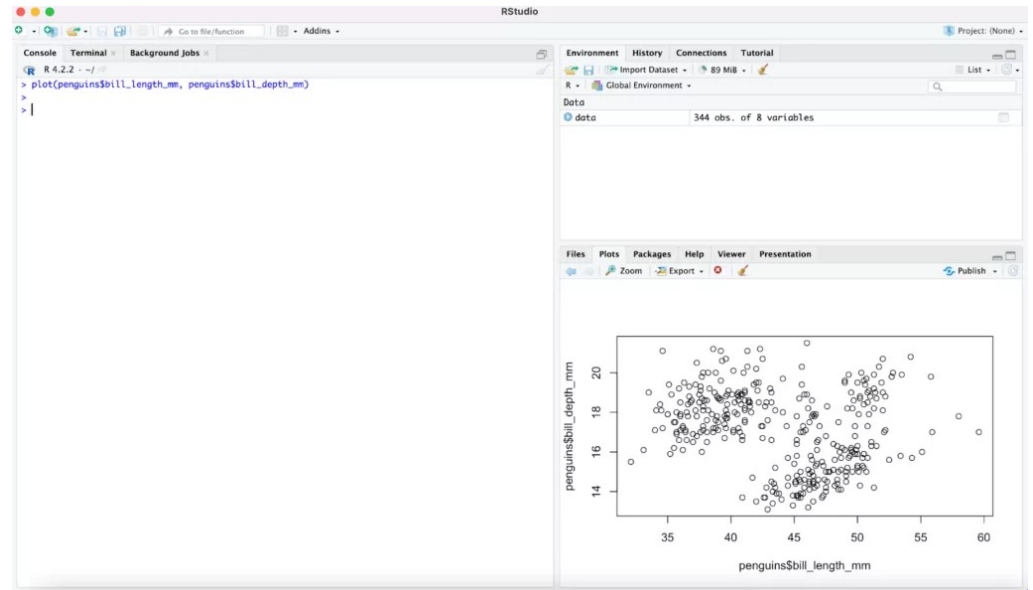 RStudio
Go to file/function
Addins
Project: (None)
Console Terminal Background Jobs
R 4.2.2 · ~/
> plot(penguins$bill_length_mm, penguins$bill_depth_mm)
>
>
Environment History Connections Tutorial
Import Dataset 89 MiB List
R Global Environment
Data
data 344 obs. of 8 variables
Files Plots Packages Help Viewer Presentation
Zoom Export Publish
penguins$bill_depth_mm
20
18
16
14
35 40 45 50 55 60
penguins$bill_length_mm